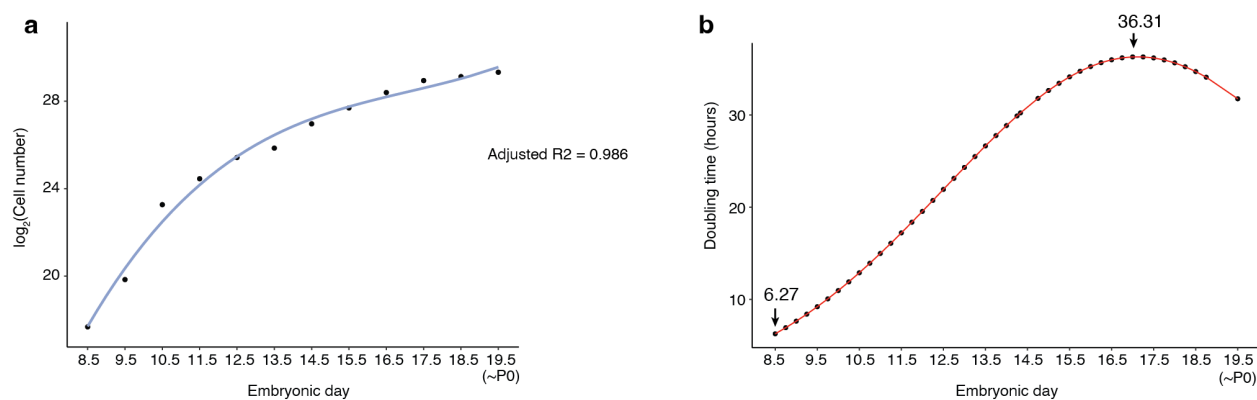 a
28
24
20
log2(Cell number)
Adjusted R2 = 0.986
8.5 9.5 10.5 11.5 12.5 13.5 14.5 15.5 16.5 17.5 18.5 19.5
(~P0)
Embryonic day
b
36.31
30
20
10
Doubling time (hours)
6.27
8.5 9.5 10.5 11.5 12.5 13.5 14.5 15.5 16.5 17.5 18.5 19.5
(~P0)
Embryonic day